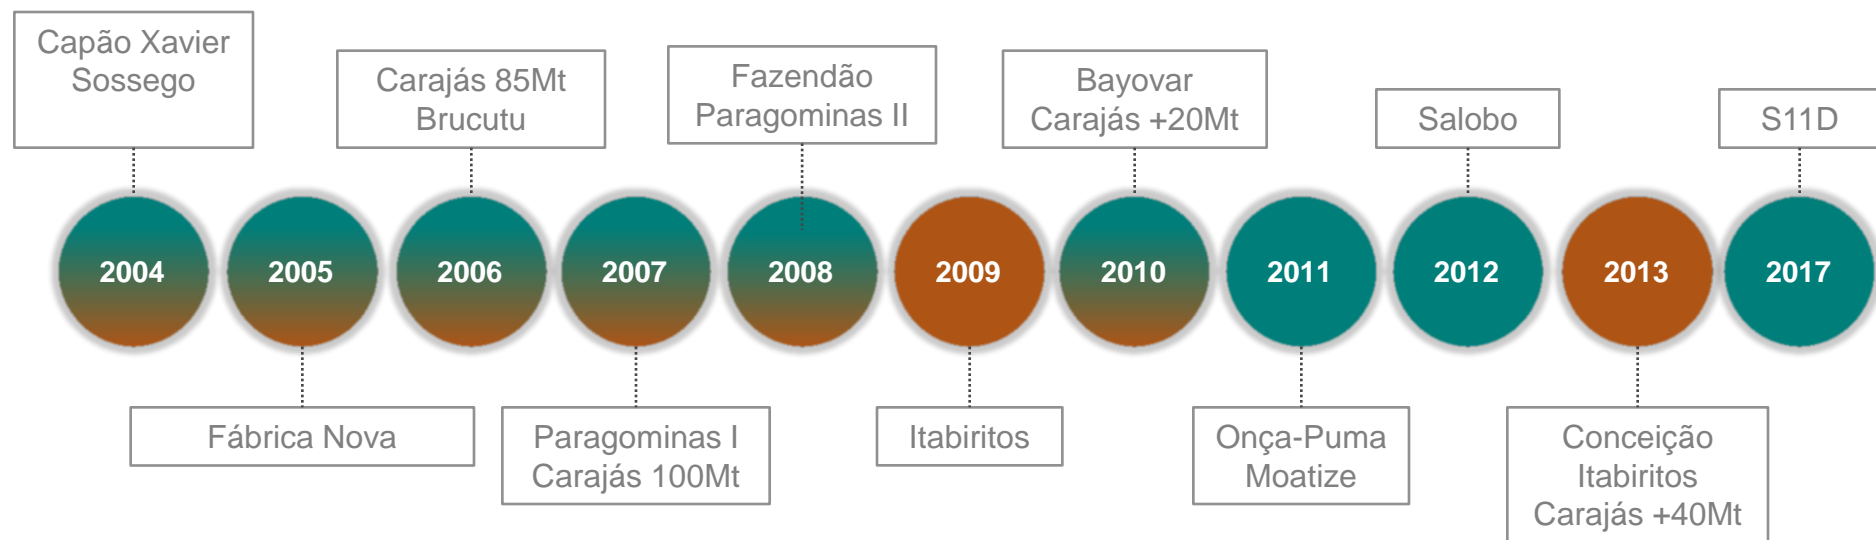 Capão Xavier
Sossego
Carajás 85Mt
Brucutu
Fazendão
Paragominas II
Bayovar
Carajás +20Mt
Salobo
S11D
2004
2005
2006
2007
2008
2009
2010
2011
2012
2013
2017
Fábrica Nova
Paragominas I
Carajás 100Mt
Itabiritos
Onça-Puma
Moatize
Conceição
Itabiritos
Carajás +40Mt